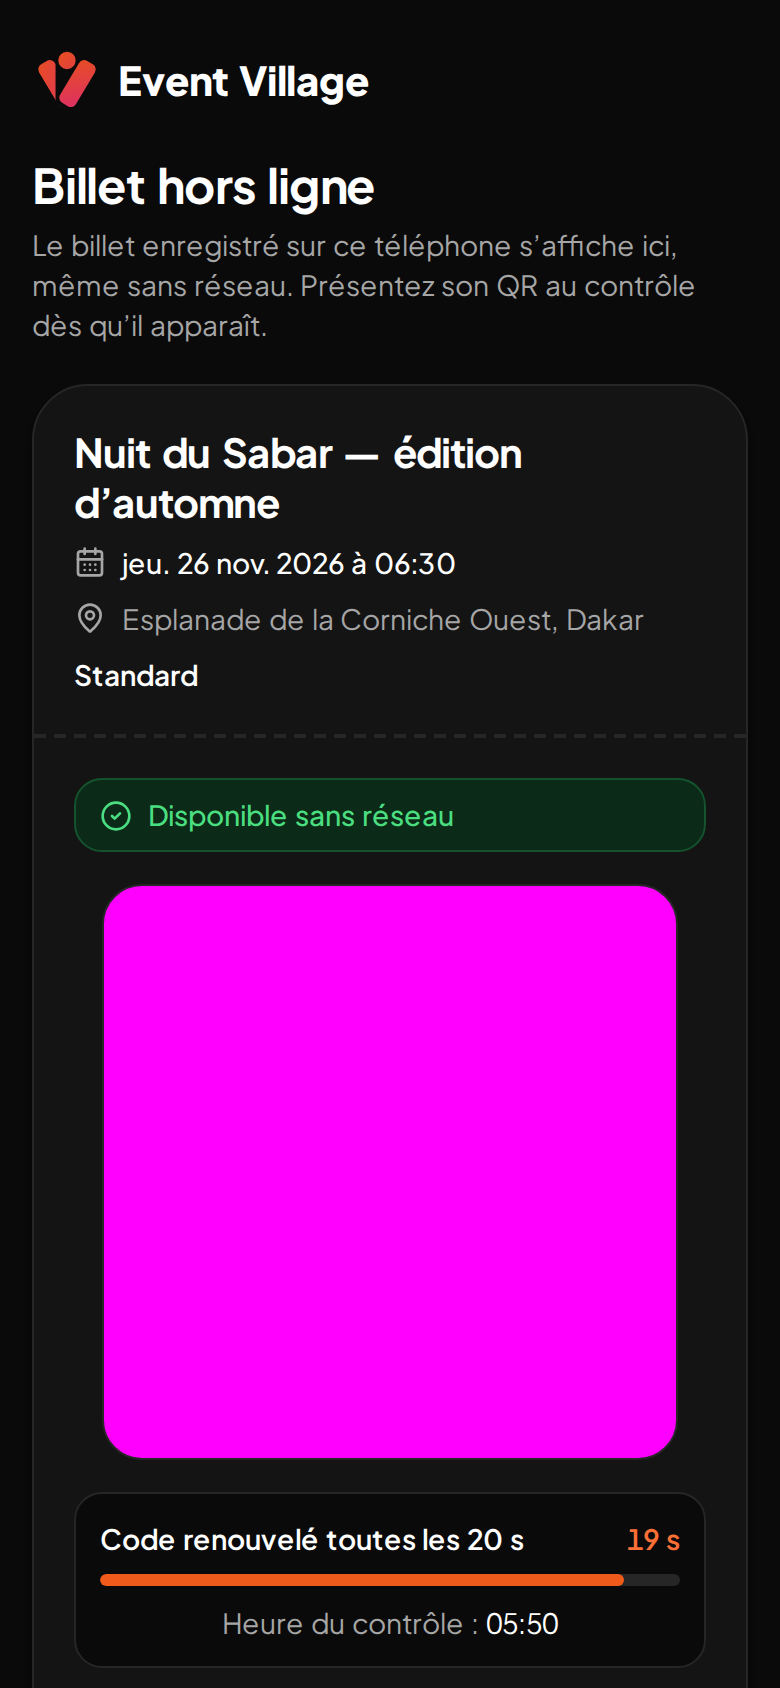 Event Village
Billet hors ligne
Le billet enregistré sur ce téléphone s’affiche ici,
même sans réseau. Présentez son QR au contrôle
dès qu’il apparaît.
Nuit du Sabar — édition
d’automne
jeu. 26 nov. 2026 à 06:30
Esplanade de la Corniche Ouest, Dakar
Standard
Disponible sans réseau
Code renouvelé toutes les 20 s 19 s
Heure du contrôle : 05:50